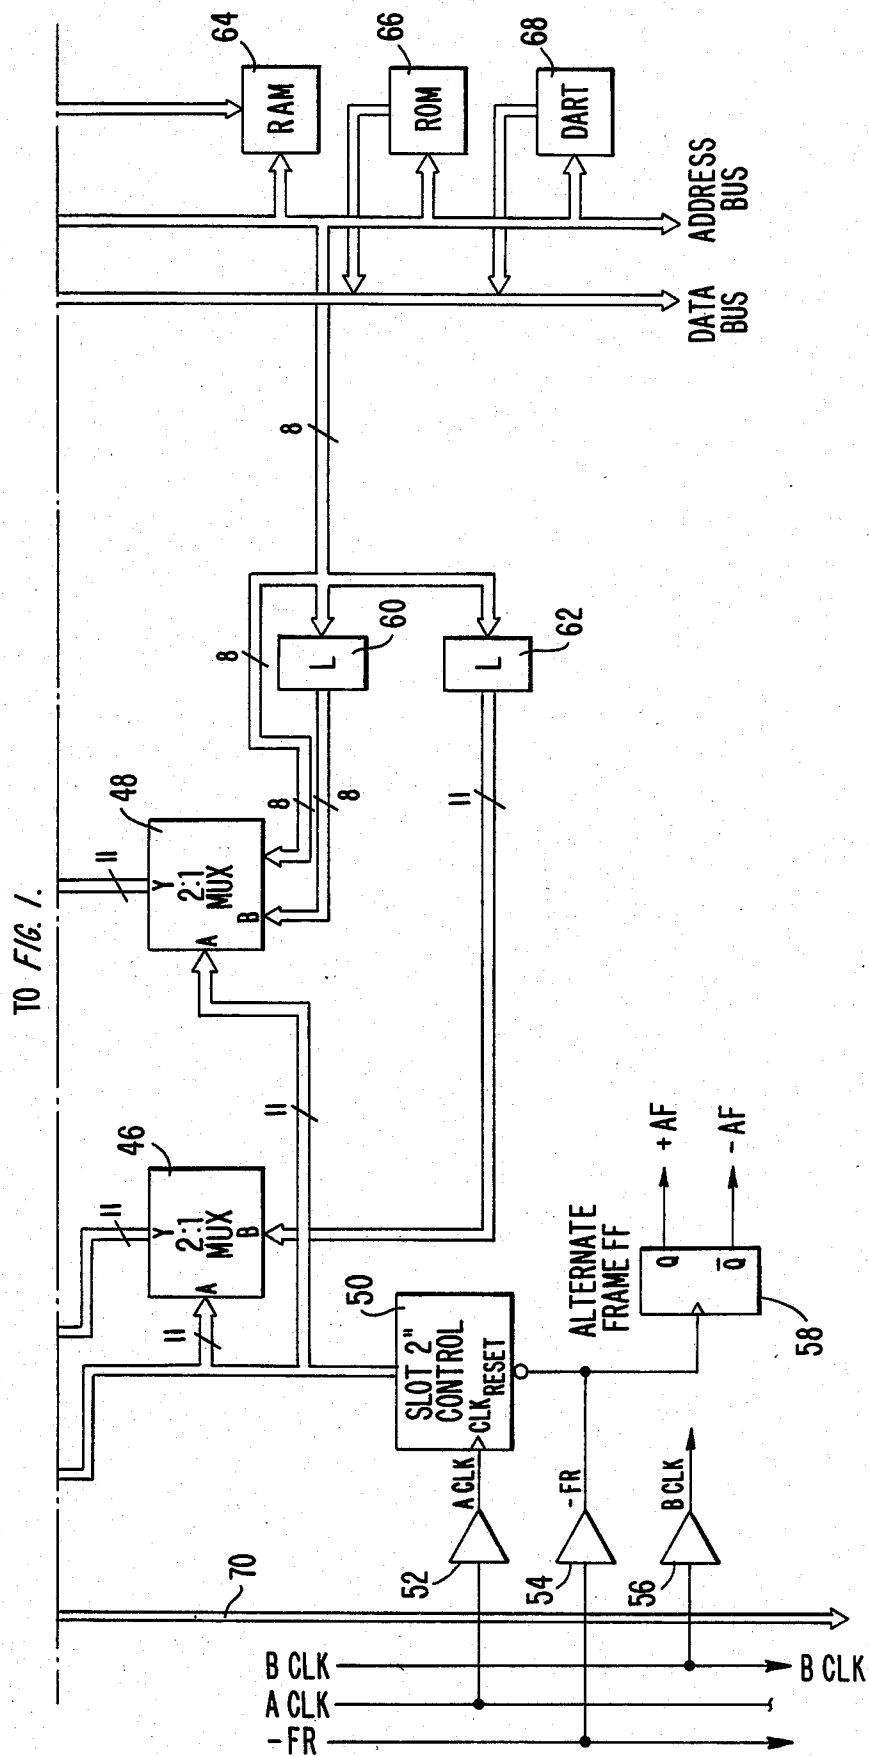 TO FIG. 1.
64
RAM
66
ROM
68
DART
ADDRESS
BUS
DATA
BUS
8
8
60
L
62
L
8
8
11
48
11
Y
2:1
MUX
A
B
11
46
11
Y
2:1
MUX
A
B
11
50
SLOT 2"
CONTROL
CLK
RESET
ALTERNATE
FRAME FF
Q
Q̅
+ AF
- AF
58
A CLK
52
-FR
54
B CLK
56
70
B CLK
B CLK
A CLK
-FR